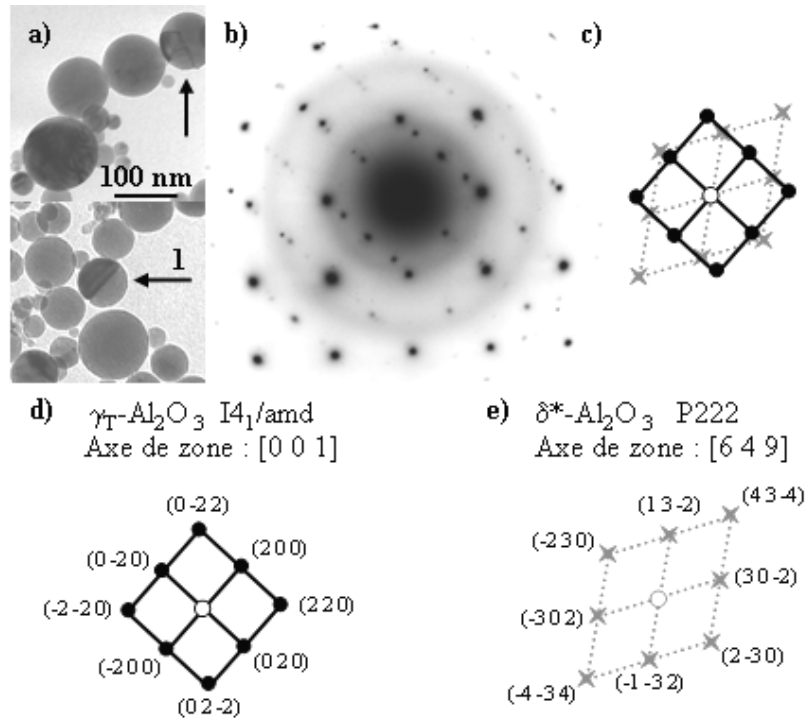 a)
b)
c)
100 nm
1
d) γT-Al2O3 I41/amd
Axe de zone : [0 0 1]
e) δ*-Al2O3 P222
Axe de zone : [6 4 9]
(0-22)
(0-20)
(200)
(-2-20)
(220)
(-200)
(020)
(02-2)
(43-4)
(13-2)
(-230)
(30-2)
(-302)
(2-30)
(-4-34)
(-1-32)